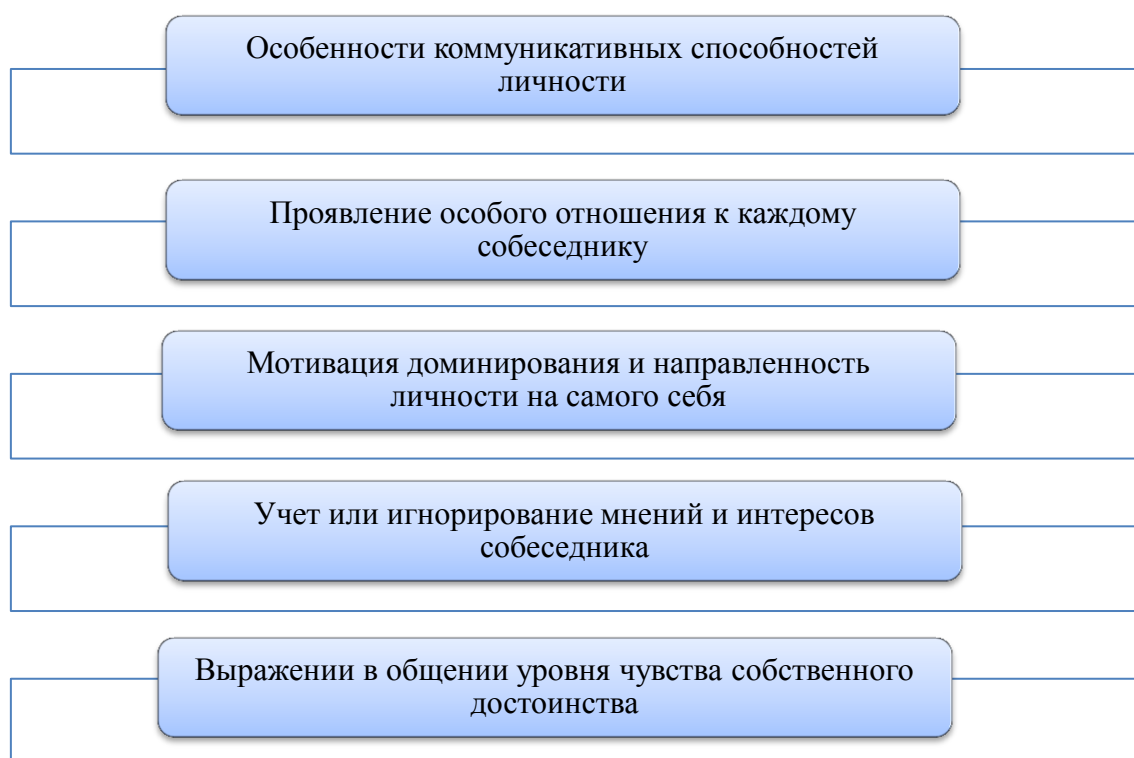 Особенности коммуникативных способностей
личности
Проявление особого отношения к каждому
собеседнику
Мотивация доминирования и направленность
личности на самого себя
Учет или игнорирование мнений и интересов
собеседника
Выражении в общении уровня чувства собственного
достоинства